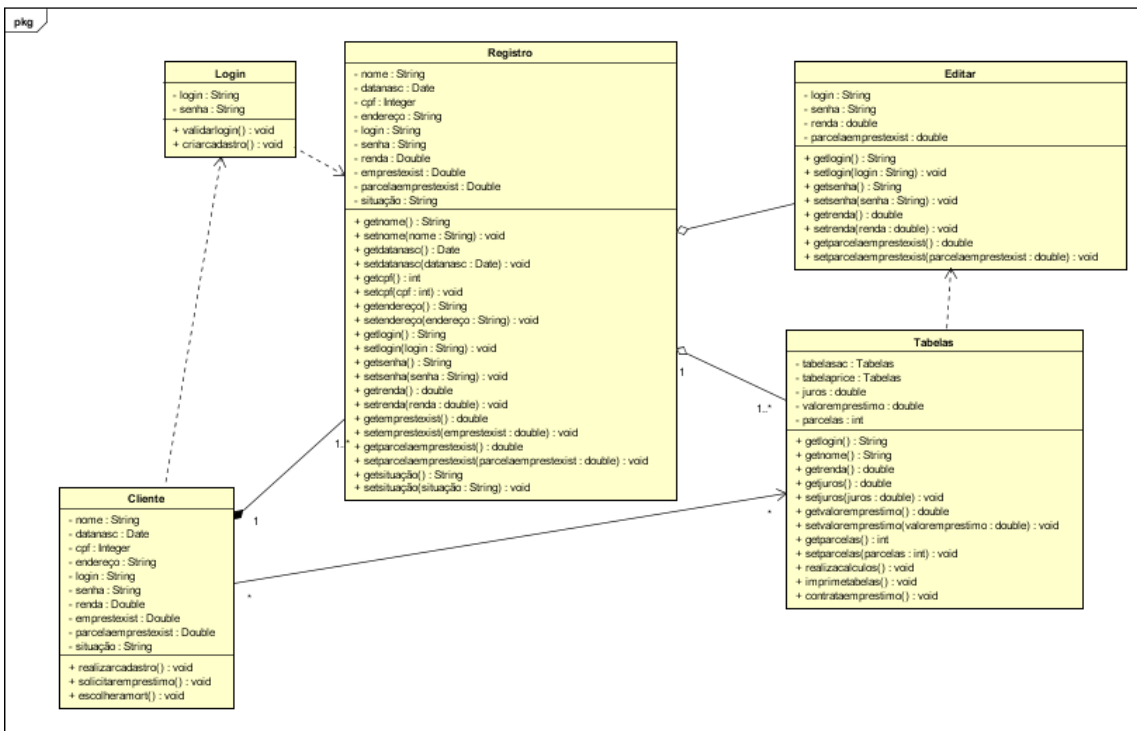 pkg
Login
- login : String
- senha : String
+ validarlogin() : void
+ criarcadastro() : void
Registro
- nome : String
- datanasc : Date
- cpf : Integer
- endereço : String
- login : String
- senha : String
- renda : Double
- emprestexist : Double
- parcelaemprestexist : Double
- situação : String
+ getnome() : String
+ setnome(nome : String) : void
+ getdatanasc() : Date
+ setdatanasc(datanasc : Date) : void
+ getcpf() : int
+ setcpf(cpf : int) : void
+ getendereço() : String
+ setendereço(endereço : String) : void
+ getlogin() : String
+ setlogin(login : String) : void
+ getsenha() : String
+ setsenha(senha : String) : void
+ getrenda() : double
+ setrenda(renda : double) : void
+ getemprestexist() : double
+ setemprestexist(emprestexist : double) : void
+ getparcelaemprestexist() : double
+ setparcelaemprestexist(parcelaemprestexist : double) : void
+ getsituação() : String
+ setsituação(situação : String) : void
Editar
- login : String
- senha : String
- renda : double
- parcelaemprestexist : double
+ getlogin() : String
+ setlogin(login : String) : void
+ getsenha() : String
+ setsenha(senha : String) : void
+ getrenda() : double
+ setrenda(renda : double) : void
+ getparcelaemprestexist() : double
+ setparcelaemprestexist(parcelaemprestexist : double) : void
Tabelas
- tabelasac : Tabelas
- tabelaprice : Tabelas
- juros : double
- valoremprestimo : double
- parcelas : int
+ getlogin() : String
+ getnome() : String
+ getrenda() : double
+ getjuros() : double
+ setjuros(juros : double) : void
+ getvaloremprestimo() : double
+ setvaloremprestimo(valoremprestimo : double) : void
+ getparcelas() : int
+ setparcelas(parcelas : int) : void
+ realizacalculos() : void
+ imprimetabelas() : void
+ contrataemprestimo() : void
1
1..*
1..*
1
*
*
Cliente
- nome : String
- datanasc : Date
- cpf : Integer
- endereço : String
- login : String
- senha : String
- renda : Double
- emprestexist : Double
- parcelaemprestexist : Double
- situação : String
+ realizarcadastro() : void
+ solicitaremprestimo() : void
+ escolheramort() : void